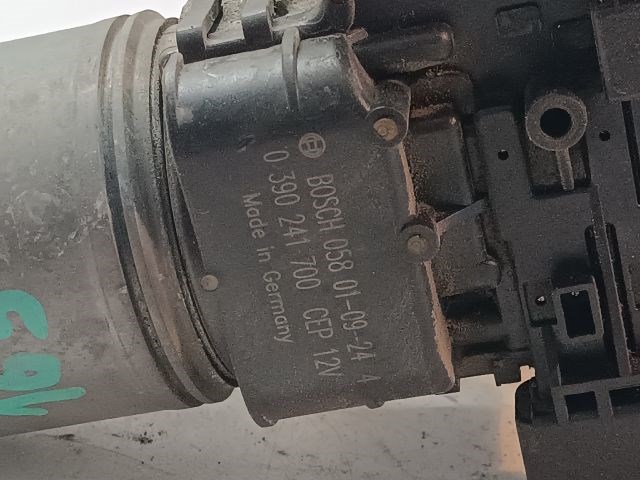 BOSCH 058 01-09-24 4
0 390 241 700 CEP 12V
Made in Germany